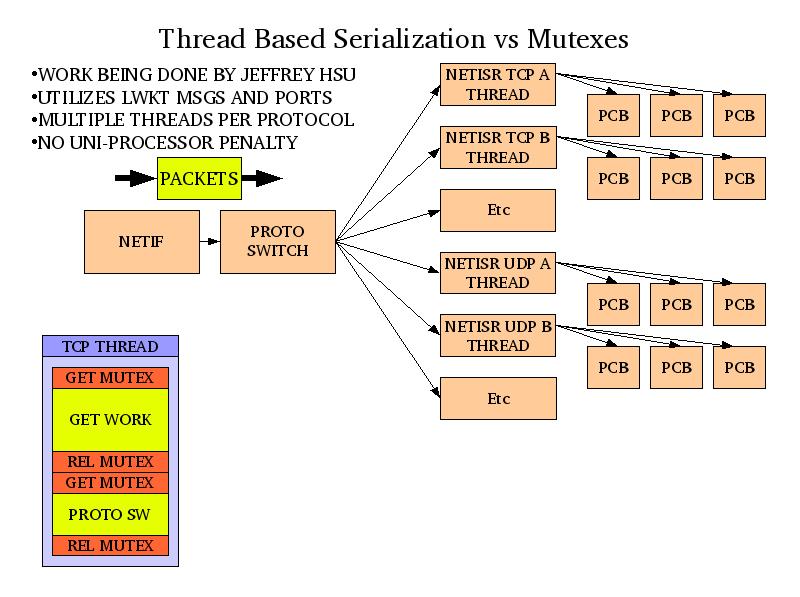 Thread Based Serialization vs Mutexes
•WORK BEING DONE BY JEFFREY HSU
•UTILIZES LWKT MSGS AND PORTS
•MULTIPLE THREADS PER PROTOCOL
•NO UNI-PROCESSOR PENALTY
PACKETS
NETIF
PROTO
SWITCH
NETISR TCP A
THREAD
PCB
PCB
PCB
NETISR TCP B
THREAD
PCB
PCB
PCB
Etc
NETISR UDP A
THREAD
PCB
PCB
PCB
NETISR UDP B
THREAD
PCB
PCB
PCB
Etc
TCP THREAD
GET MUTEX
GET WORK
REL MUTEX
GET MUTEX
PROTO SW
REL MUTEX